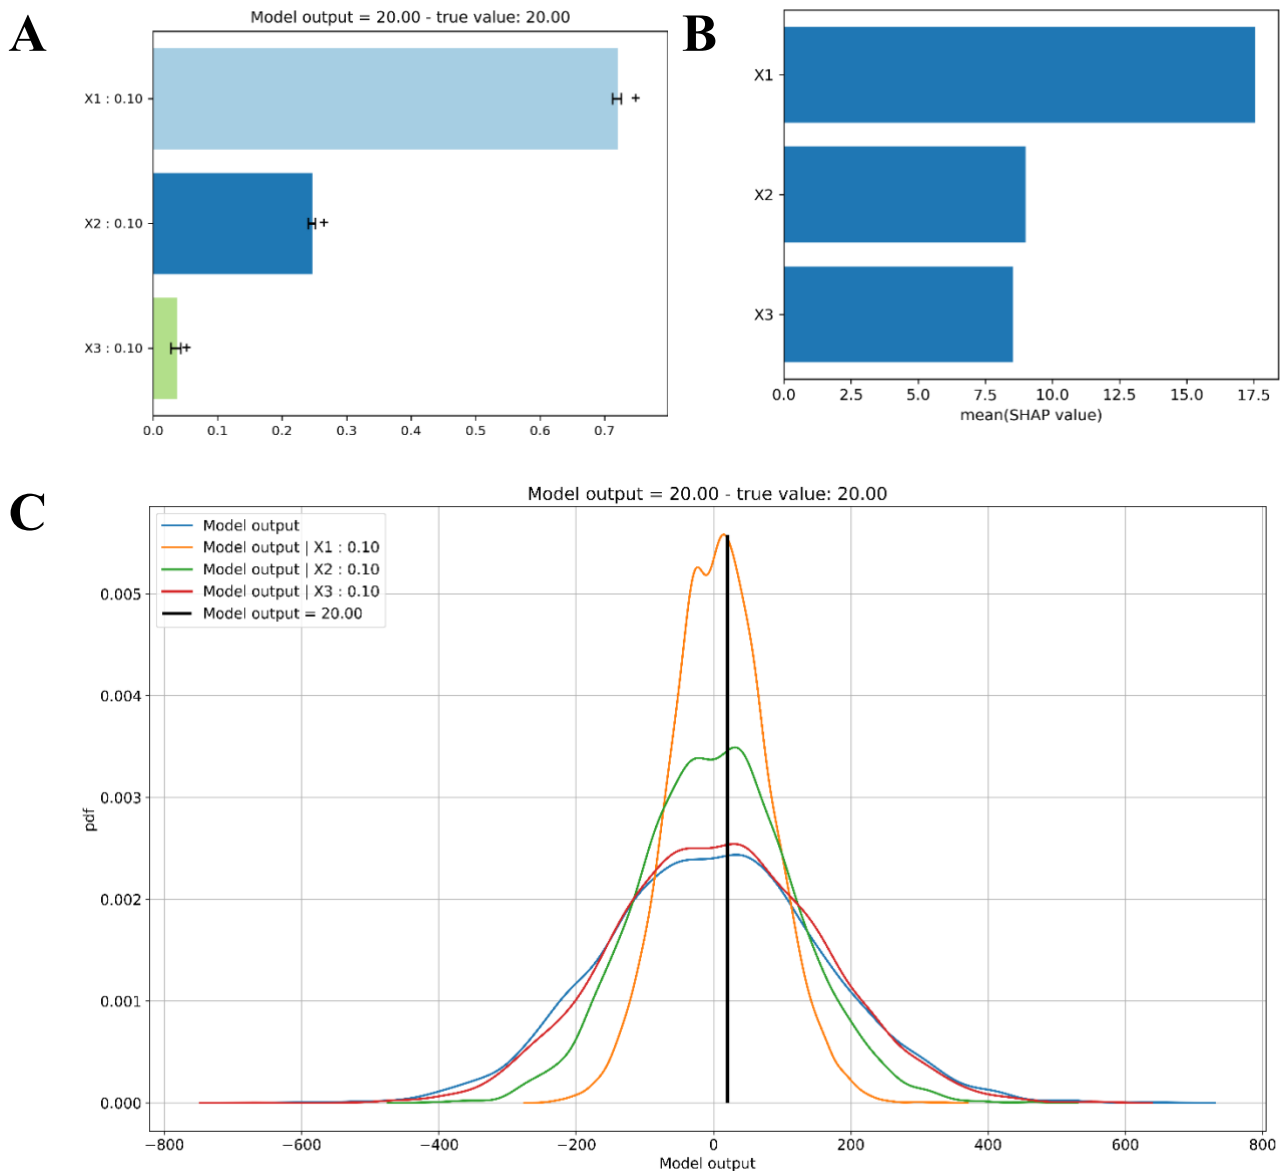 A
Model output = 20.00 - true value: 20.00
X1 : 0.10
+
X2 : 0.10
+
X3 : 0.10
+
0.0 0.1 0.2 0.3 0.4 0.5 0.6 0.7
B
X1
X2
X3
0.0 2.5 5.0 7.5 10.0 12.5 15.0 17.5
mean(SHAP value)
C
Model output = 20.00 - true value: 20.00
Model output
Model output | X1 : 0.10
Model output | X2 : 0.10
Model output | X3 : 0.10
Model output = 20.00
pdf
0.005
0.004
0.003
0.002
0.001
0.000
−800 −600 −400 −200 0 200 400 600 800
Model output